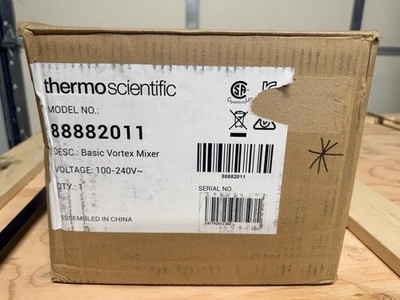 thermo scientific
MODEL NO.:
88882011
DESC.: Basic Vortex Mixer
VOLTAGE: 100-240V~
QTY.: 1
ASSEMBLED IN CHINA
88882011
SERIAL NO.